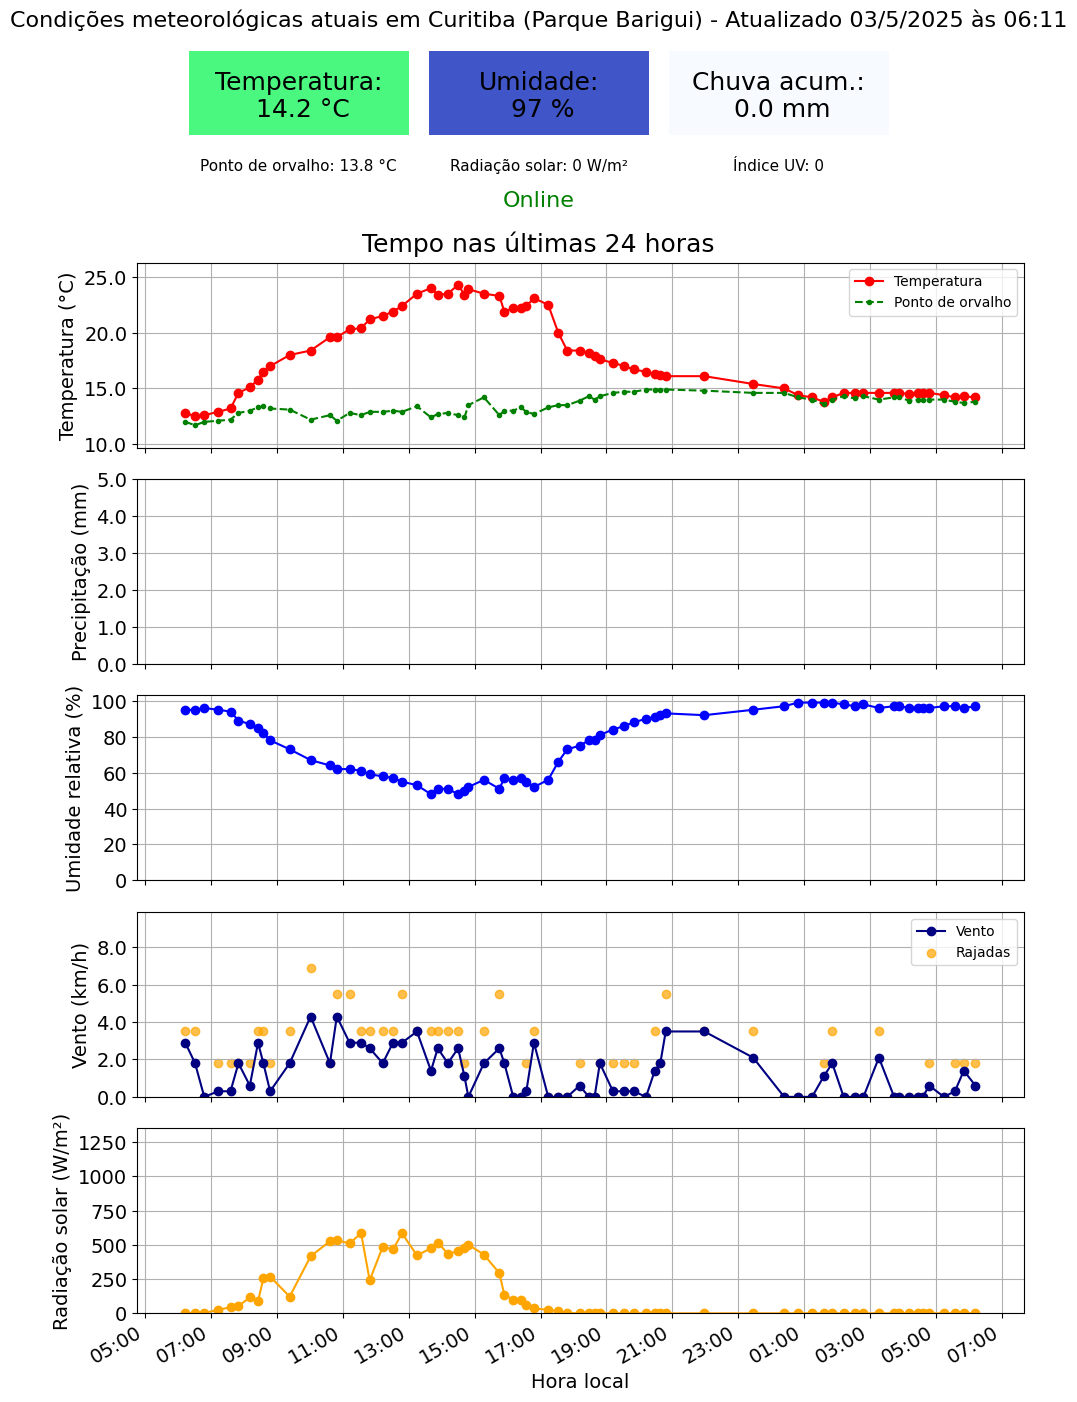 Condições meteorológicas atuais em Curitiba (Parque Barigui) - Atualizado 03/5/2025 às 06:11
Temperatura:
14.2 °C
Umidade:
97 %
Chuva acum.:
0.0 mm
Ponto de orvalho: 13.8 °C
Radiação solar: 0 W/m²
Índice UV: 0
Online
Tempo nas últimas 24 horas
Temperatura (°C)
25.0
20.0
15.0
10.0
Temperatura
Ponto de orvalho
Precipitação (mm)
5.0
4.0
3.0
2.0
1.0
0.0
Umidade relativa (%)
100
80
60
40
20
0
Vento (km/h)
8.0
6.0
4.0
2.0
0.0
Vento
Rajadas
Radiação solar (W/m²)
1250
1000
750
500
250
0
05:00
07:00
09:00
11:00
13:00
15:00
17:00
19:00
21:00
23:00
01:00
03:00
05:00
07:00
Hora local